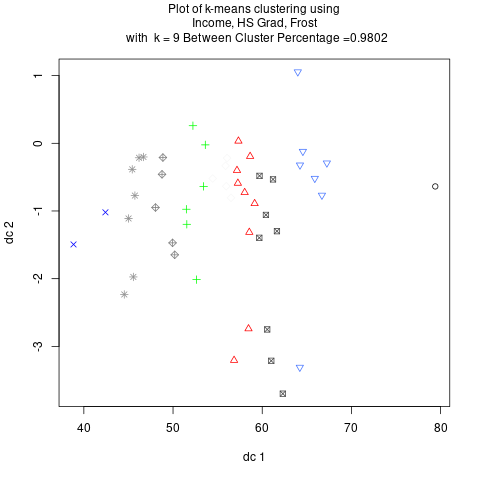 Plot of k-means clustering using
Income, HS Grad, Frost
with k = 9 Between Cluster Percentage =0.9802
1
0
-1
-2
-3
dc 2
40 50 60 70 80
dc 1